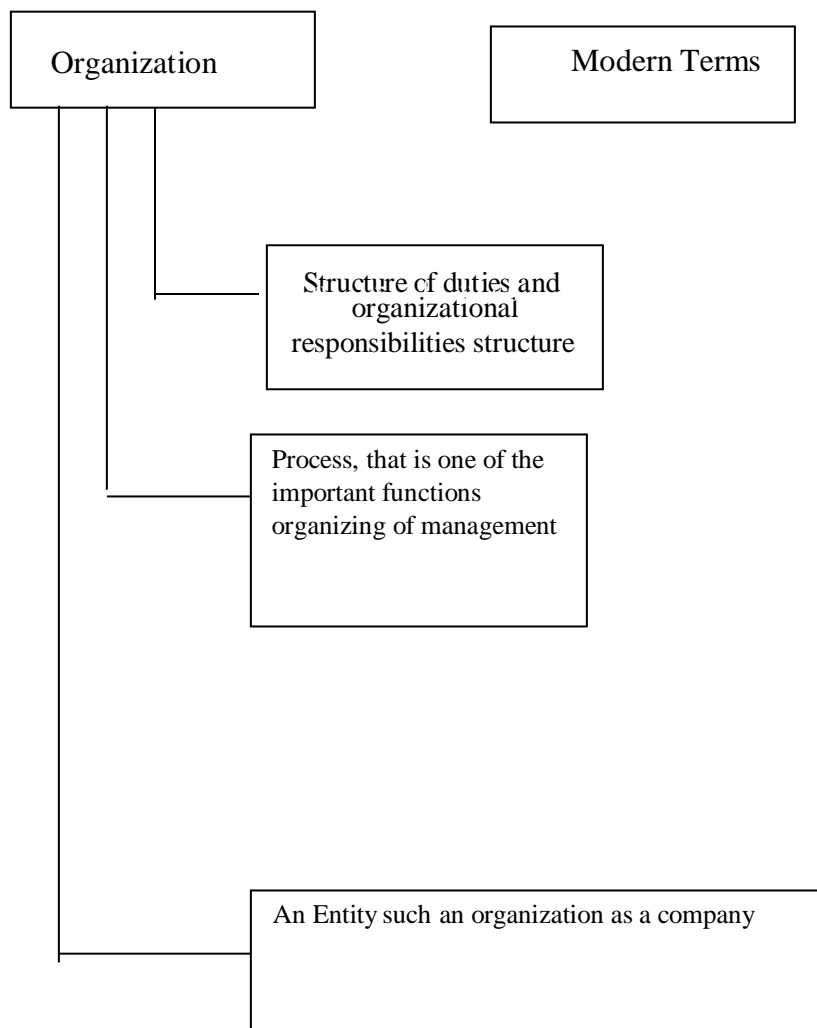 Organization
Modern Terms
Structure of duties and
organizational
responsibilities structure
Process, that is one of the
important functions
organizing of management
An Entity such an organization as a company